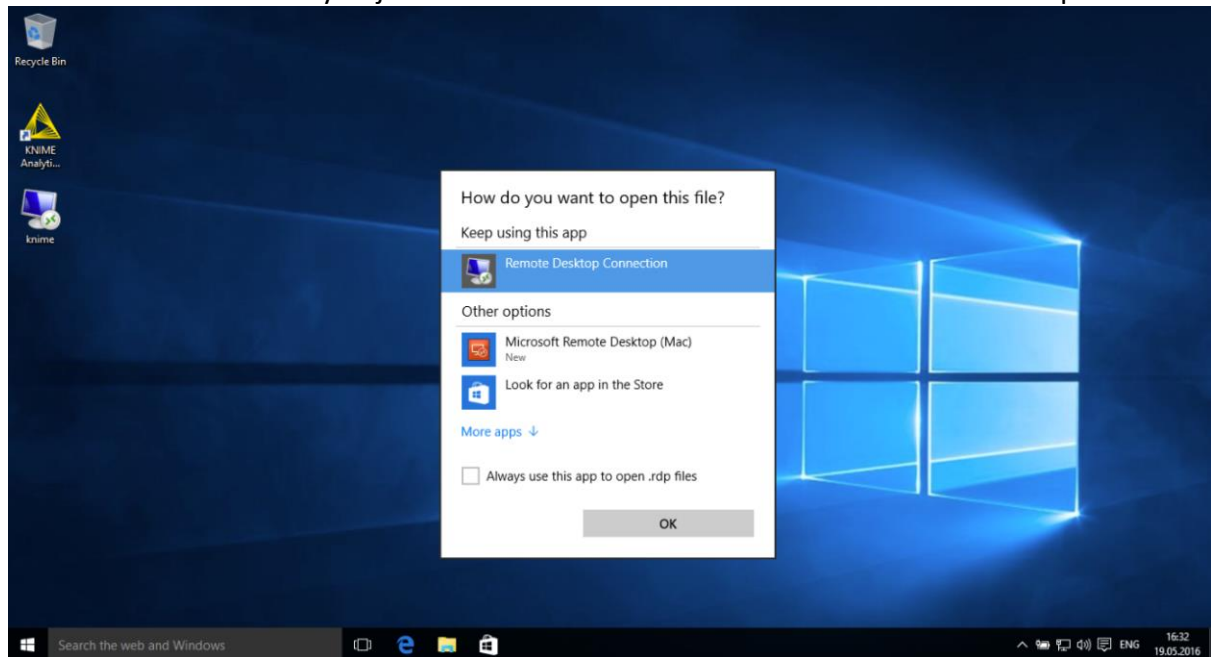 Recycle Bin
KNIME
Analyti...
knime
How do you want to open this file?
Keep using this app
Remote Desktop Connection
Other options
Microsoft Remote Desktop (Mac)
New
Look for an app in the Store
More apps ↓
Always use this app to open .rdp files
OK
Search the web and Windows
ENG
16:32
19.05.2016